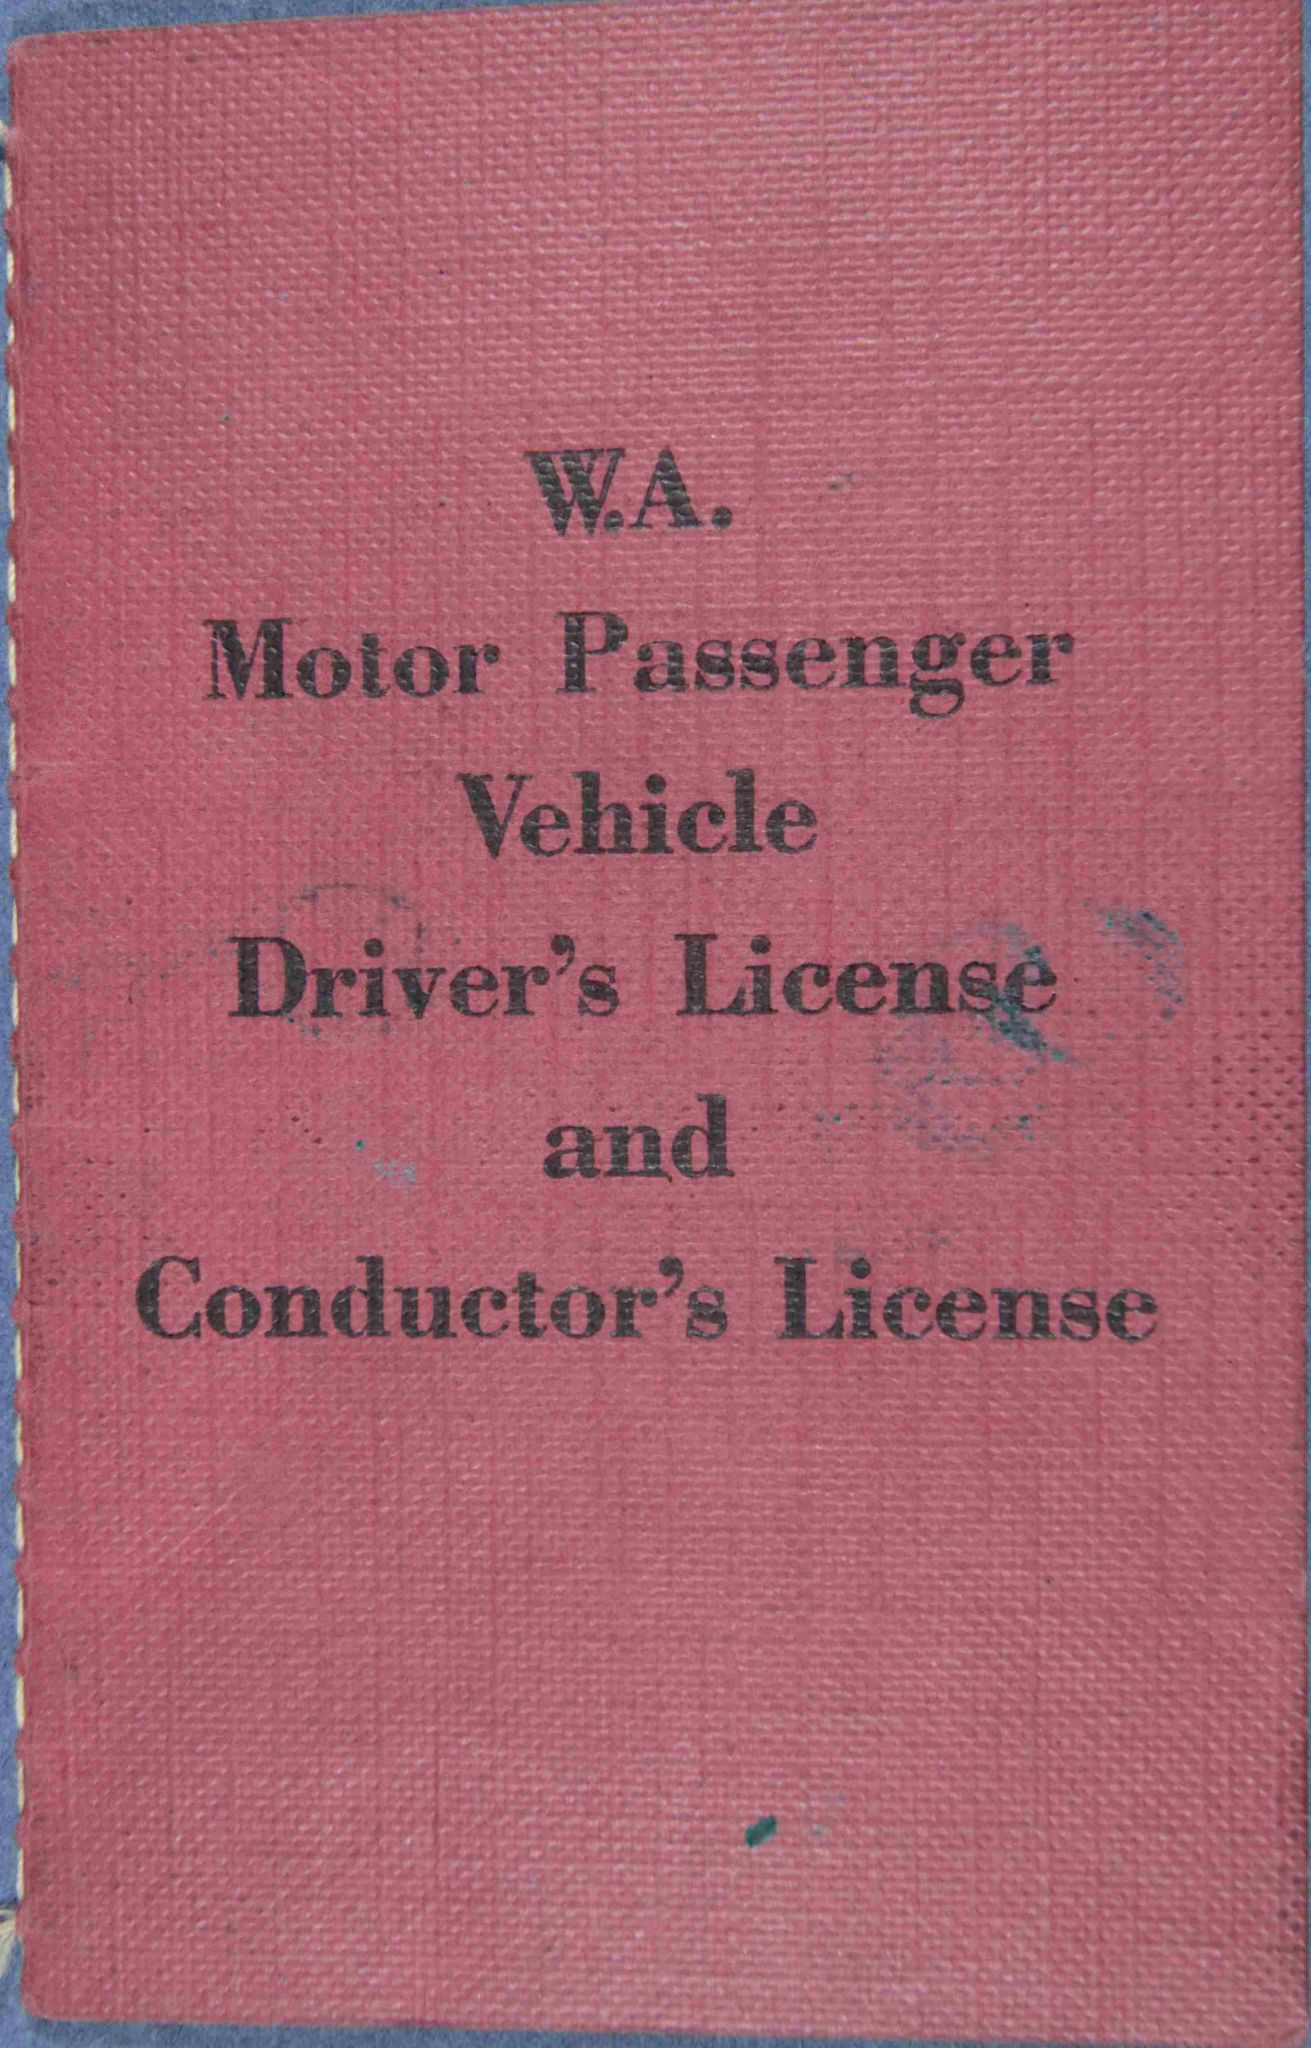 W.A.
Motor Passenger
Vehicle
Driver's License
and
Conductor's License